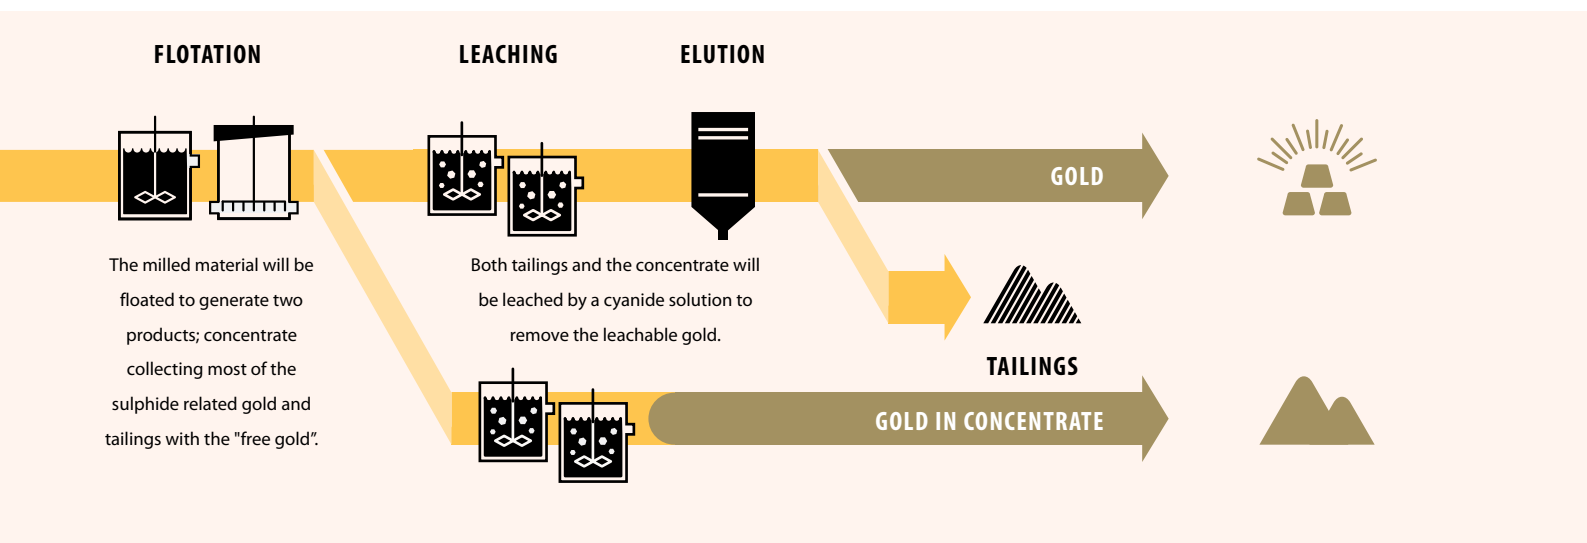 FLOTATION
LEACHING
ELUTION
GOLD
The milled material will be
floated to generate two
products; concentrate
collecting most of the
sulphide related gold and
tailings with the "free gold”.
Both tailings and the concentrate will
be leached by a cyanide solution to
remove the leachable gold.
TAILINGS
GOLD IN CONCENTRATE